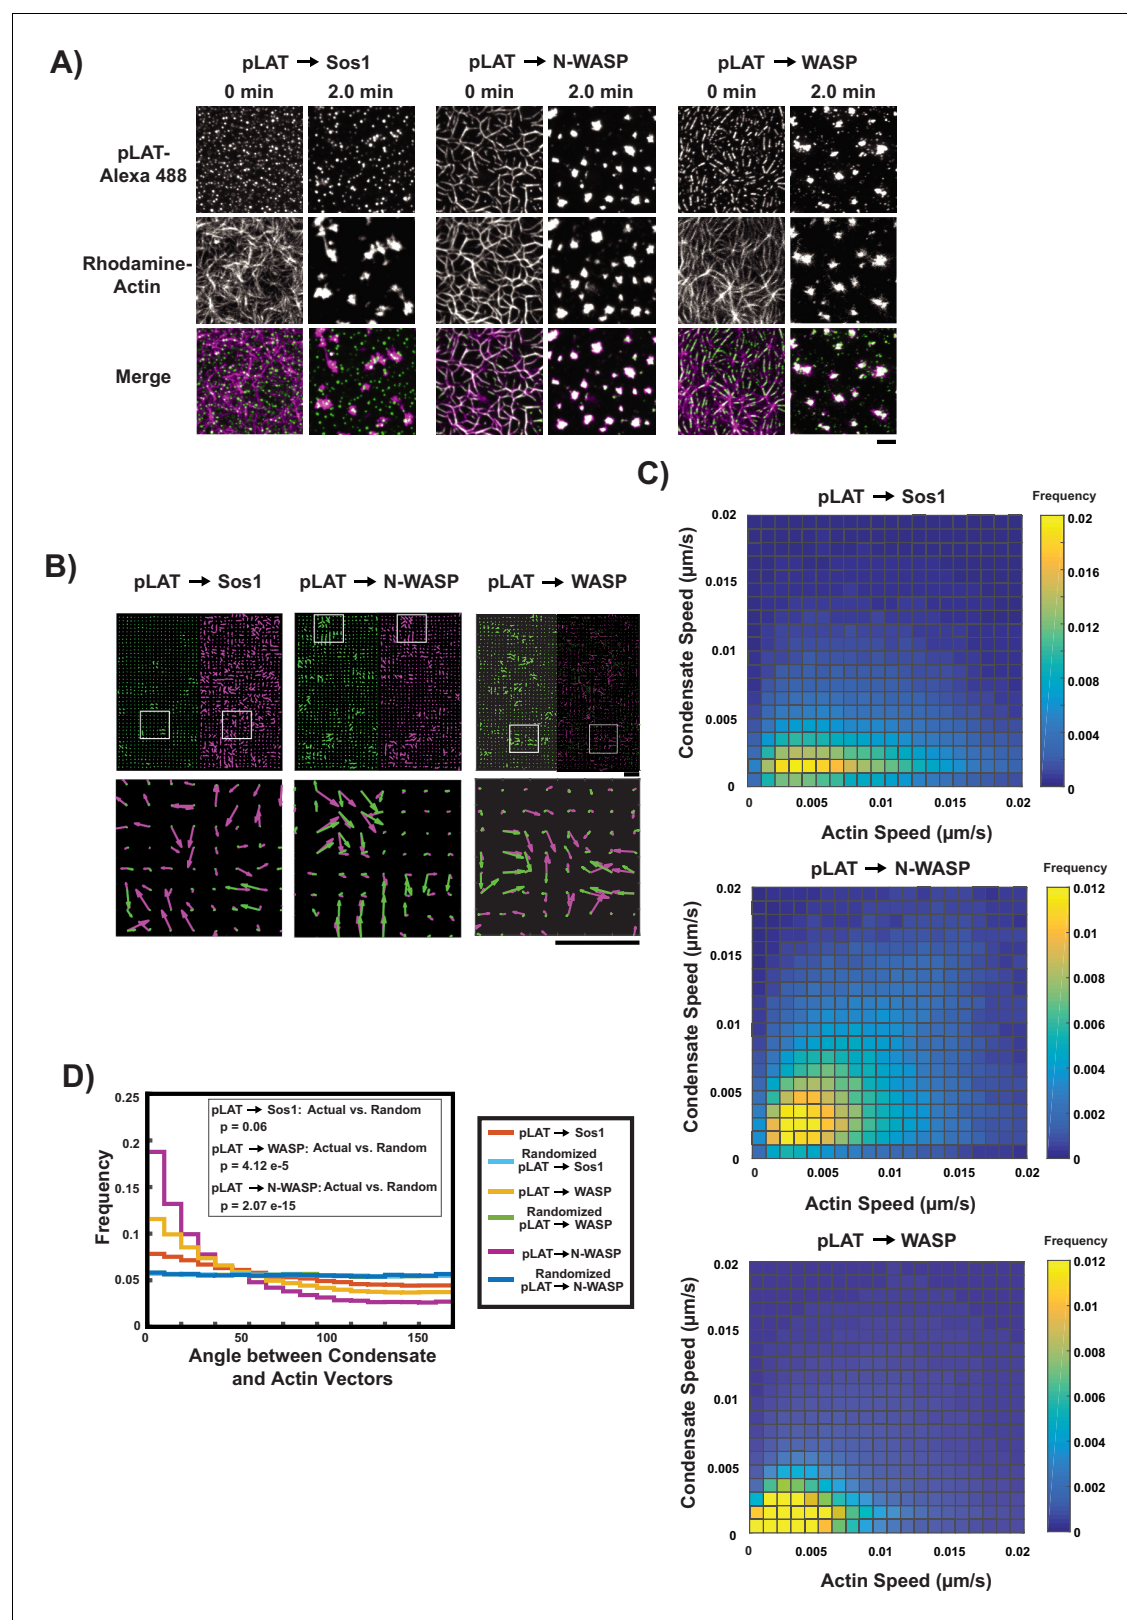 A)
pLAT → Sos1
pLAT → N-WASP
pLAT → WASP
0 min 2.0 min 0 min 2.0 min 0 min 2.0 min
pLAT-
Alexa 488
Rhodamine-
Actin
Merge
B)
pLAT → Sos1
pLAT → N-WASP
pLAT → WASP
C)
pLAT → Sos1
Frequency
Condensate Speed (µm/s)
0.02
0.015
0.01
0.005
0
0 0.005 0.01 0.015 0.02
Actin Speed (µm/s)
0.02
0.016
0.012
0.008
0.004
0
pLAT → N-WASP
Frequency
Condensate Speed (µm/s)
0.02
0.015
0.01
0.005
0
0 0.005 0.01 0.015 0.02
Actin Speed (µm/s)
0.012
0.01
0.008
0.006
0.004
0.002
0
pLAT → WASP
Frequency
Condensate Speed (µm/s)
0.02
0.015
0.01
0.005
0
0 0.005 0.01 0.015 0.02
Actin Speed (µm/s)
0.012
0.01
0.008
0.006
0.004
0.002
0
D)
Frequency
0.25
0.2
0.15
0.1
0.05
0
pLAT → Sos1: Actual vs. Random
p = 0.06
pLAT → WASP: Actual vs. Random
p = 4.12 e-5
pLAT → N-WASP: Actual vs. Random
p = 2.07 e-15
0 50 100 150
Angle between Condensate
and Actin Vectors
pLAT → Sos1
Randomized
pLAT → Sos1
pLAT → WASP
Randomized
pLAT → WASP
pLAT → N-WASP
Randomized
pLAT → N-WASP